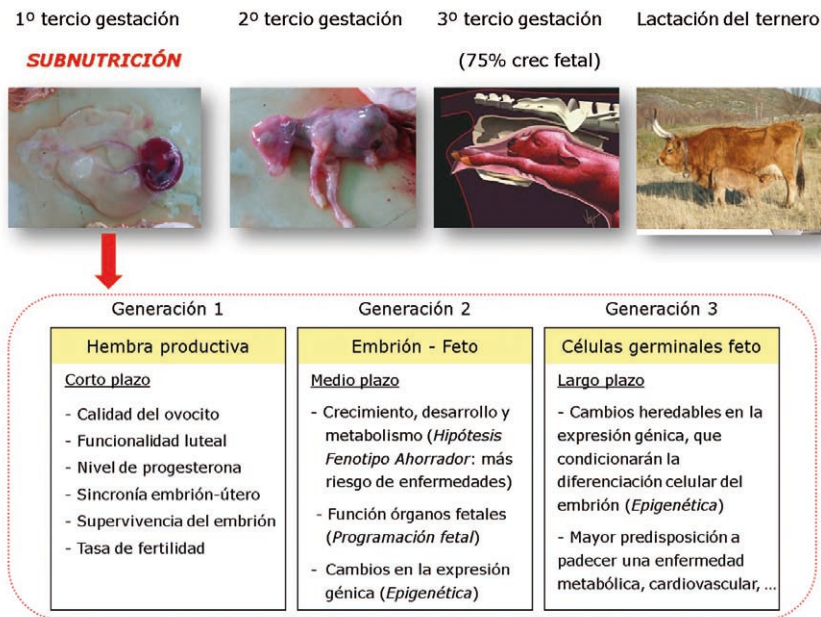 1º tercio gestación
SUBNUTRICIÓN
2º tercio gestación
3º tercio gestación
(75% crec fetal)
Lactación del ternero
Generación 1
Hembra productiva
Corto plazo
- Calidad del ovocito
- Funcionalidad luteal
- Nivel de progesterona
- Sincronía embrión-útero
- Supervivencia del embrión
- Tasa de fertilidad
Generación 2
Embrión - Feto
Medio plazo
- Crecimiento, desarrollo y
metabolismo (Hipótesis
Fenotipo Ahorrador: más
riesgo de enfermedades)
- Función órganos fetales
(Programación fetal)
- Cambios en la expresión
génica (Epigenética)
Generación 3
Células germinales feto
Largo plazo
- Cambios heredables en la
expresión génica, que
condicionarán la
diferenciación celular del
embrión (Epigenética)
- Mayor predisposición a
padecer una enfermedad
metabólica, cardiovascular, ...